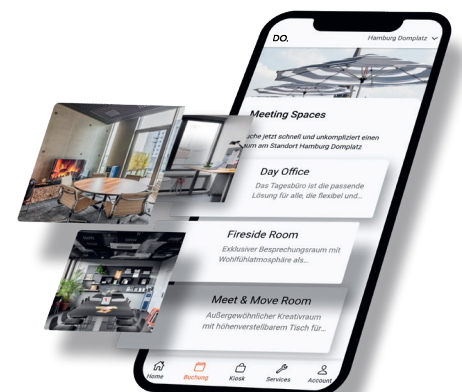 DO.
Hamburg Domplatz
Meeting Spaces
uche jetzt schnell und unkompliziert einen
um am Standort Hamburg Domplatz
Day Office
Das Tagesbüro ist die passende
Lösung für alle, die flexibel und...
Fireside Room
Exklusiver Besprechungsraum mit
Wohlfühlatmosphäre als...
Meet & Move Room
Außergewöhnlicher Kreativraum
mit höhenverstellbarem Tisch für...
Home
Buchung
Kiosk
Services
Account